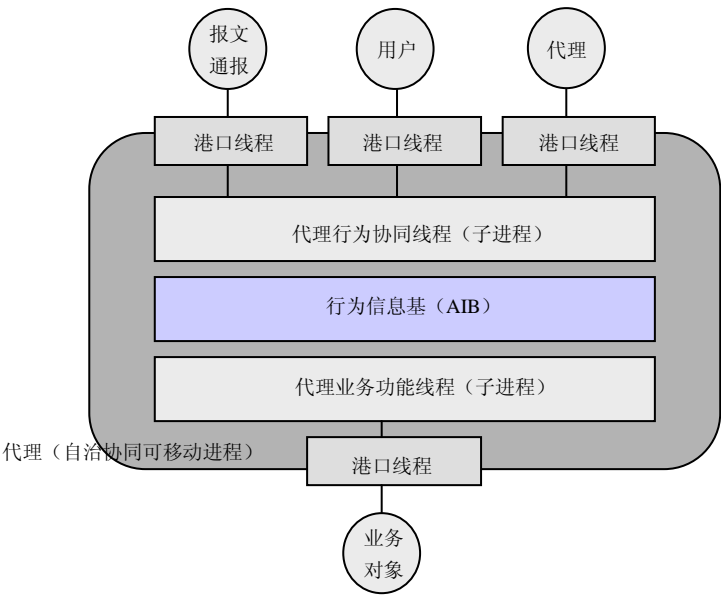 报文
通报
用户
代理
港口线程
港口线程
港口线程
代理行为协同线程（子进程）
行为信息基（AIB）
代理业务功能线程（子进程）
代理（自治协同可移动进程）
港口线程
业务
对象